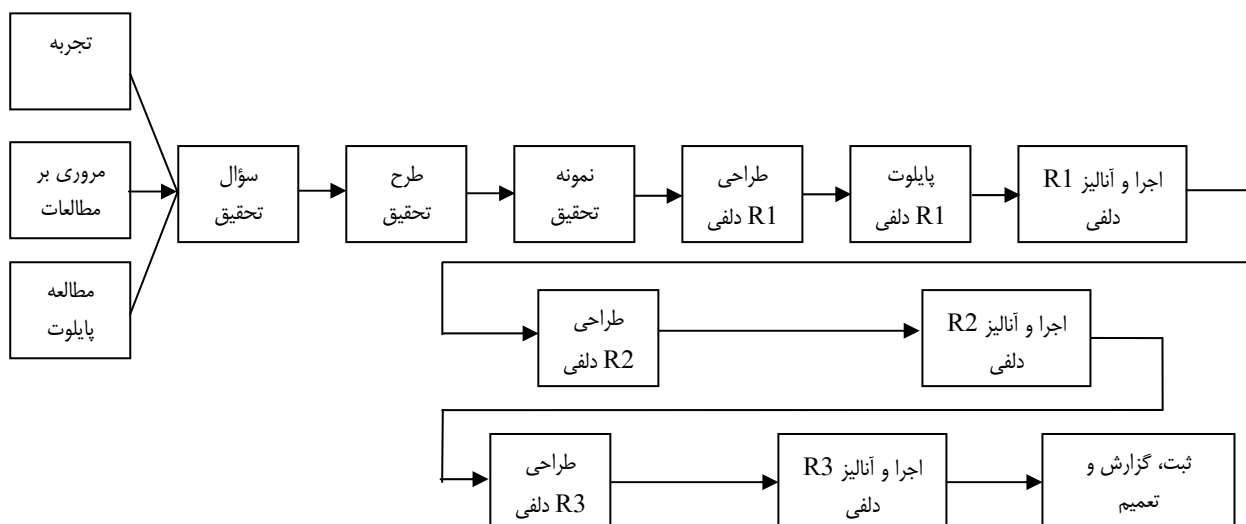 تجربه
مروری بر
مطالعات
مطالعه
پایلوت
سؤال
تحقیق
طرح
تحقیق
نمونه
تحقیق
طراحی
R1 دلفی
پایلوت
R1 دلفی
اجرا و آنالیز R1
دلفی
طراحی
R2 دلفی
اجرا و آنالیز R2
دلفی
طراحی
R3 دلفی
اجرا و آنالیز R3
دلفی
ثبت، گزارش و
تعمیم